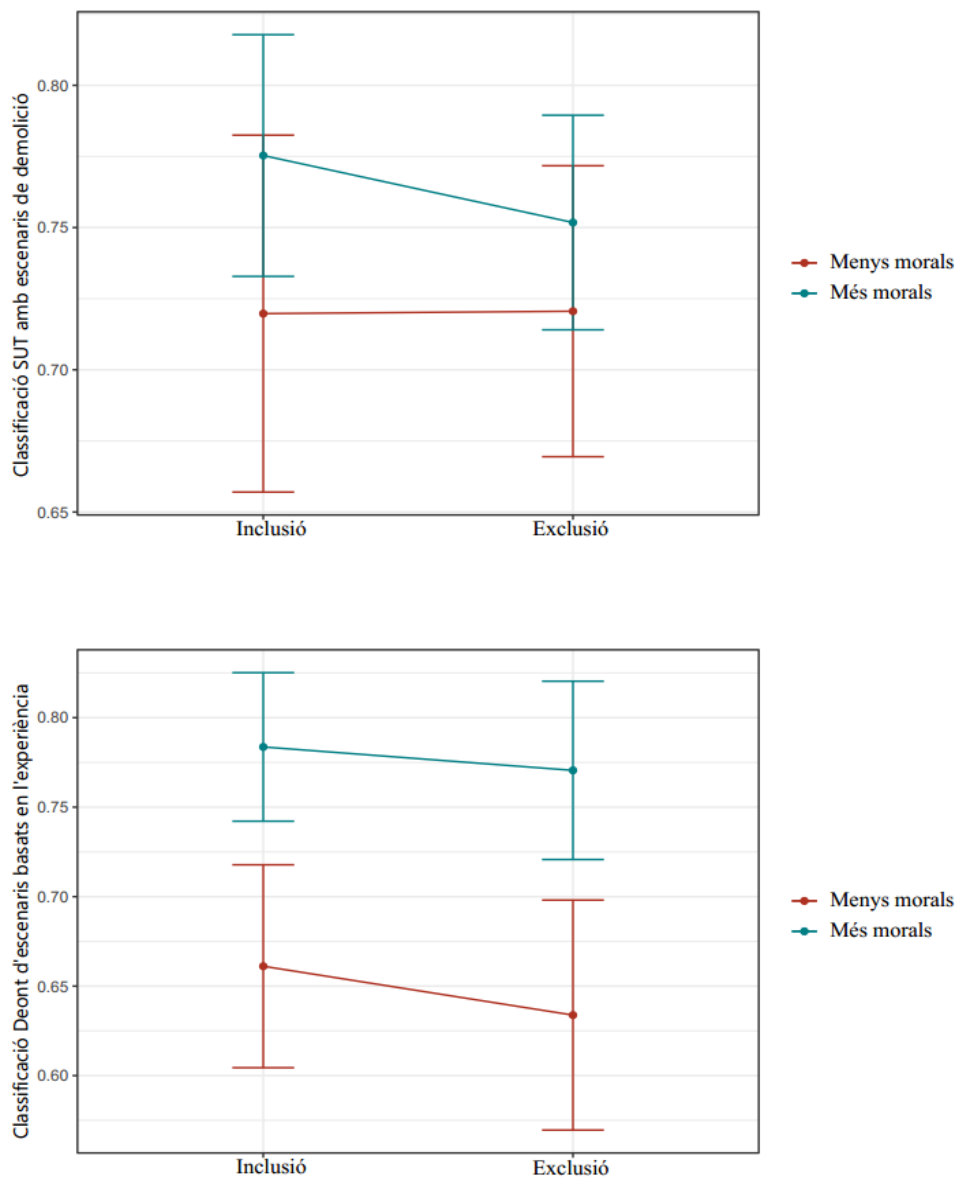 Classificació SUT amb escenaris de demolició
0.80
0.75
0.70
0.65
Inclusió
Exclusió
Menys morals
Més morals
Classificació Deont d'escenaris basats en l'experiència
0.80
0.75
0.70
0.65
0.60
Inclusió
Exclusió
Menys morals
Més morals